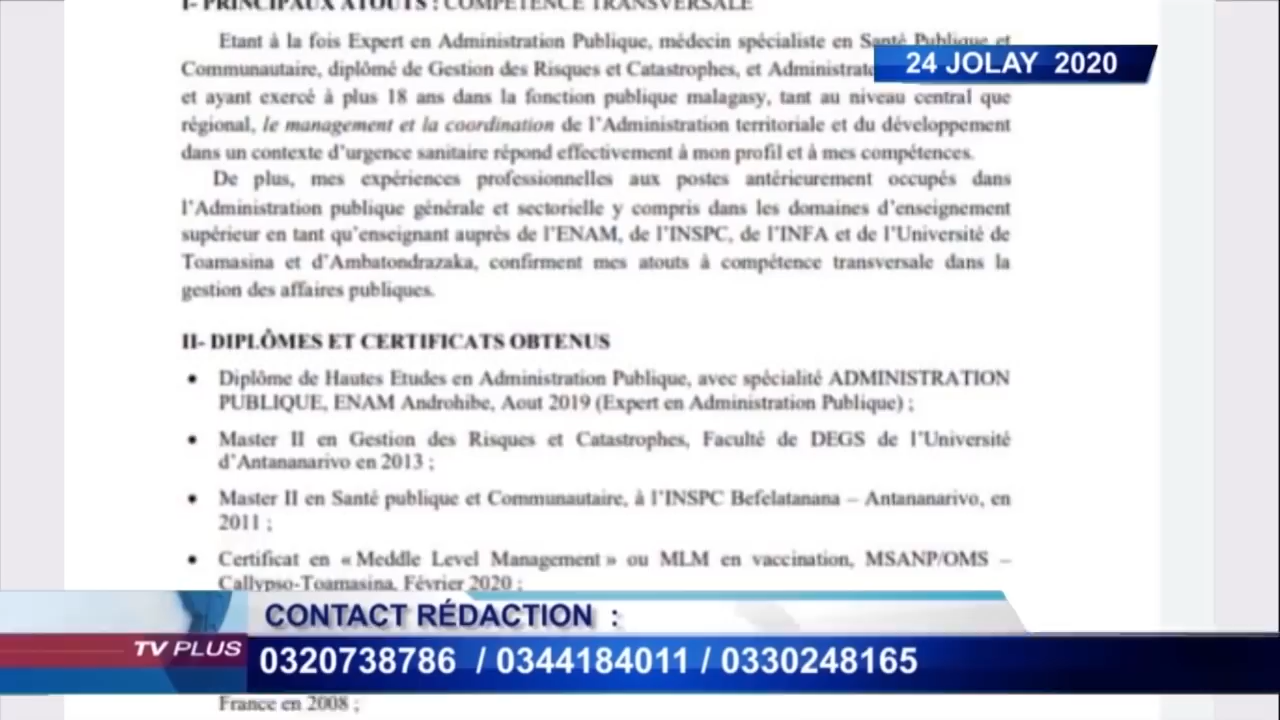 I- PRINCIPAUX ATOUTS : COMPETENCE TRANSVERSALE
Etant à la fois Expert en Administration Publique, médecin spécialiste en Santé Publique et
24 JOLAY 2020
Communautaire, diplômé de Gestion des Risques et Catastrophes, et
et ayant exercé à plus 18 ans dans la fonction publique malagasy, tant au niveau central que
régional, le management et la coordination de l'Administration territoriale et du développement
dans un contexte d'urgence sanitaire répond effectivement à mon profil et à mes compétences.
De plus, mes expériences professionnelles aux postes antérieurement occupés dans
l'Administration publique générale et sectorielle y compris dans les domaines d'enseignement
supérieur en tant qu'enseignant auprès de l'ENAM, de l'INSPC, de l'INFA et de l'Université de
Toamasina et d'Ambatondrazaka, confirment mes atouts à compétence transversale dans la
gestion des affaires publiques.
II- DIPLÔMES ET CERTIFICATS OBTENUS
• Diplôme de Hautes Etudes en Administration Publique, avec spécialité ADMINISTRATION
PUBLIQUE, ENAM Androhibe, Aout 2019 (Expert en Administration Publique) ;
• Master II en Gestion des Risques et Catastrophes, Faculté de DEGS de l'Université
d'Antananarivo en 2013 ;
• Master II en Santé publique et Communautaire, à l'INSPC Befelatanana – Antananarivo, en
2011 ;
• Certificat en « Meddle Level Management » ou MLM en vaccination, MSANP/OMS –
Callypso-Toamasina, Février 2020 ;
CONTACT RÉDACTION :
TV PLUS
0320738786 / 0344184011 / 0330248165
France en 2008 ;